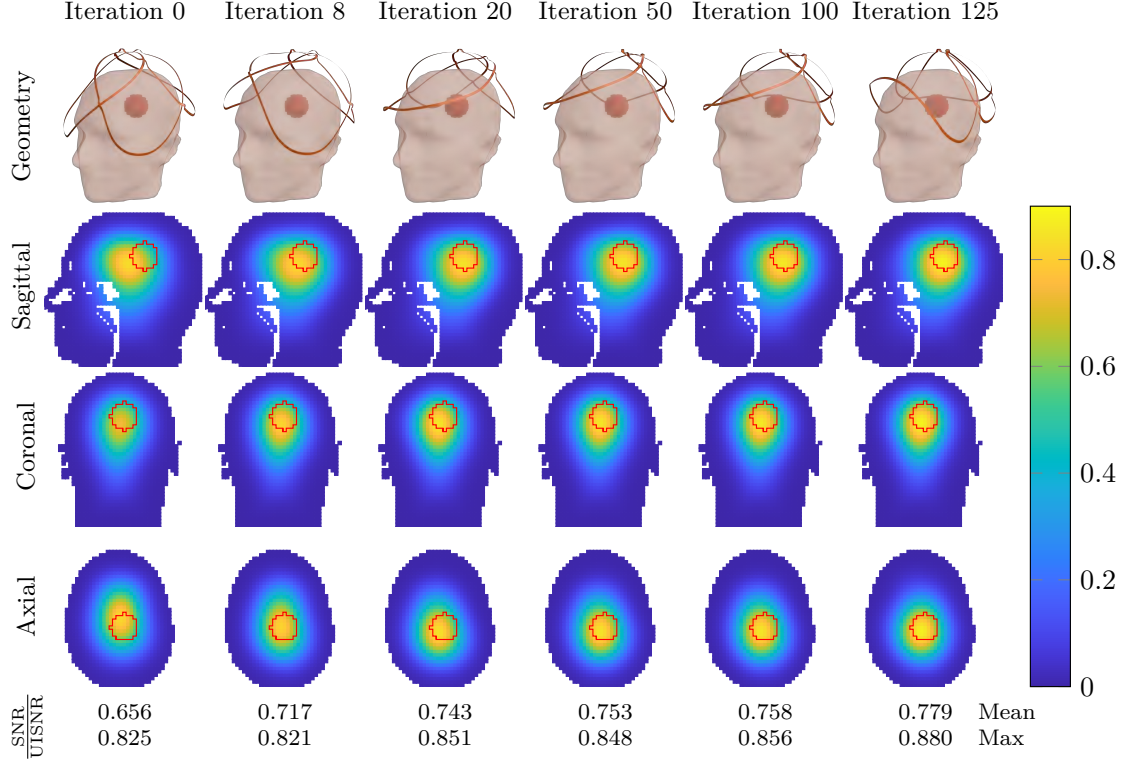 Iteration 0 Iteration 8 Iteration 20 Iteration 50 Iteration 100 Iteration 125
Geometry
Sagittal
0.8
0.6
Coronal
0.4
0.2
Axial
0
SNR
UISNR
0.656 0.717 0.743 0.753 0.758 0.779 Mean
0.825 0.821 0.851 0.848 0.856 0.880 Max